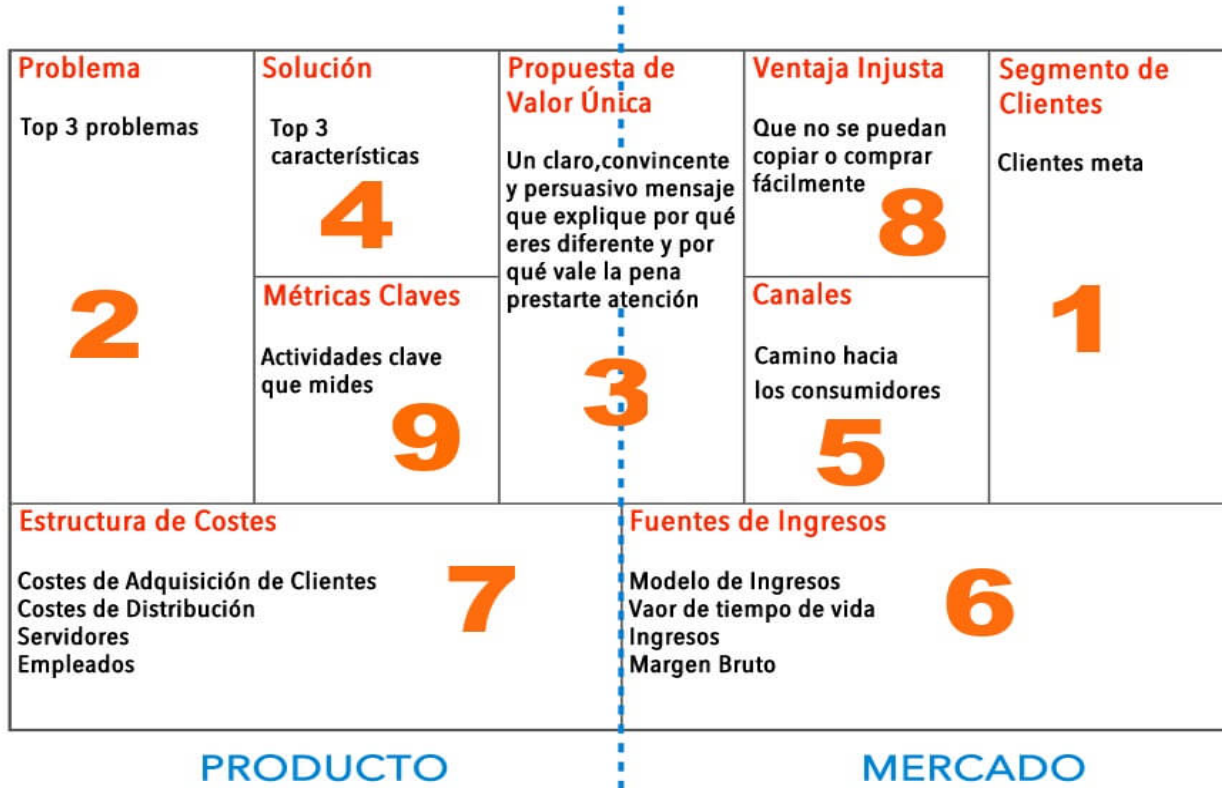 Problema
Top 3 problemas
2
Solución
Top 3
características
4
Métricas Claves
Actividades clave
que mides
9
Propuesta de
Valor Única
Un claro,convincente
y persuasivo mensaje
que explique por qué
eres diferente y por
qué vale la pena
prestarte atención
3
Ventaja Injusta
Que no se puedan
copiar o comprar
fácilmente
8
Canales
Camino hacia
los consumidores
5
Segmento de
Clientes
Clientes meta
1
Estructura de Costes
Costes de Adquisición de Clientes
Costes de Distribución
Servidores
Empleados
7
Fuentes de Ingresos
Modelo de Ingresos
Vaor de tiempo de vida
Ingresos
Margen Bruto
6
PRODUCTO
MERCADO